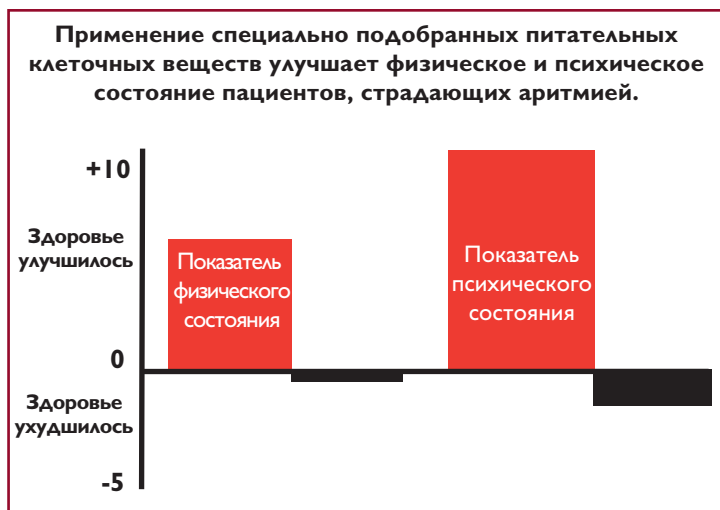 Применение специально подобранных питательных
клеточных веществ улучшает физическое и психическое
состояние пациентов, страдающих аритмией.
+10
Здоровье
улучшилось
Показатель
физического
состояния
Показатель
психического
состояния
0
Здоровье
ухудшилось
-5